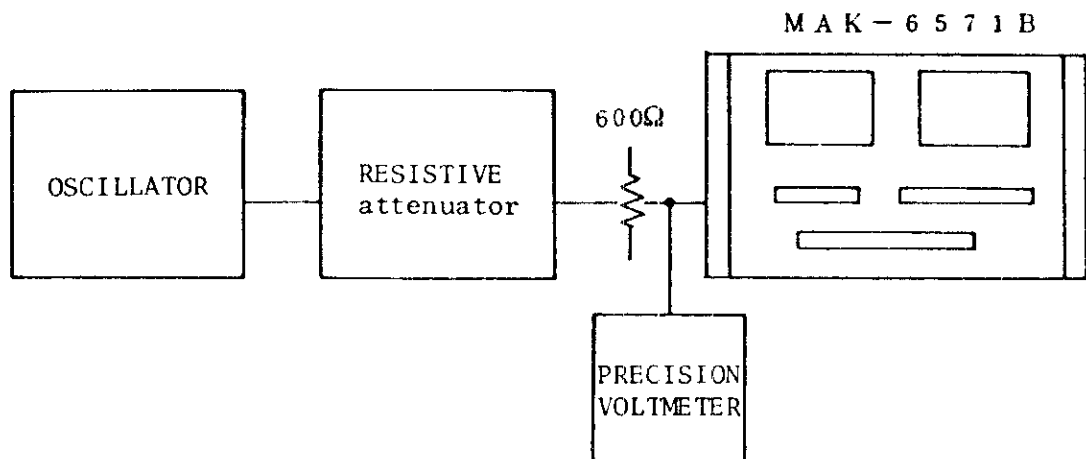 MAK-6571B
600Ω
OSCILLATOR
RESISTIVE
attenuator
PRECISION
VOLTMETER